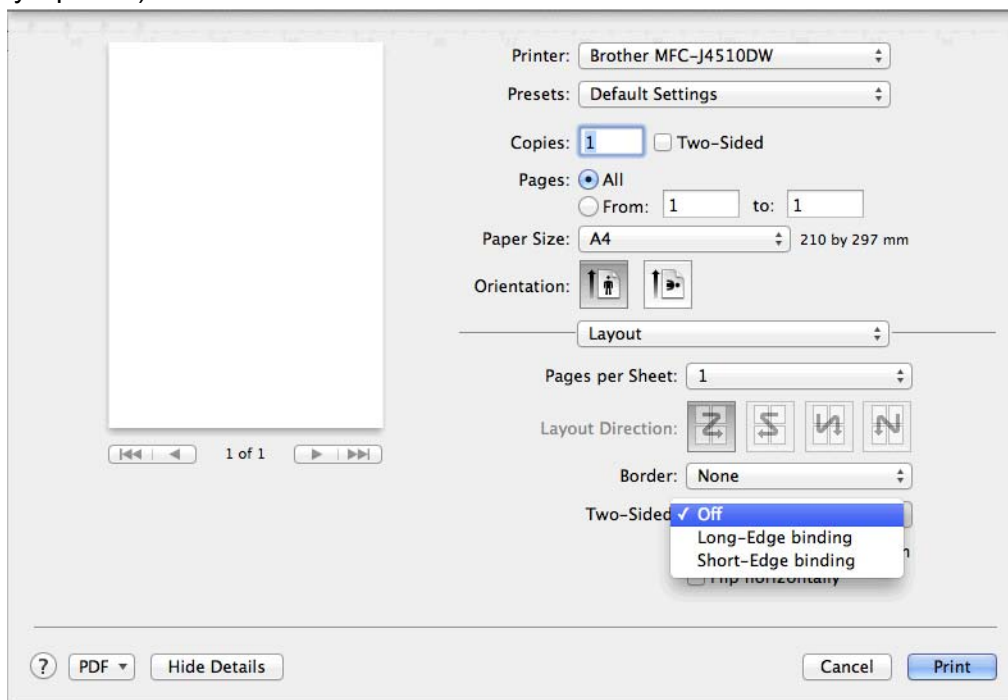 Printer: Brother MFC-J4510DW
Presets: Default Settings
Copies: 1 Two-Sided
Pages: All
From: 1 to: 1
Paper Size: A4 210 by 297 mm
Orientation:
Layout
Pages per Sheet: 1
Layout Direction:
1 of 1
Border: None
Two-Sided ✓ Off
Long-Edge binding
Short-Edge binding
Flip horizontally
? PDF Hide Details Cancel Print